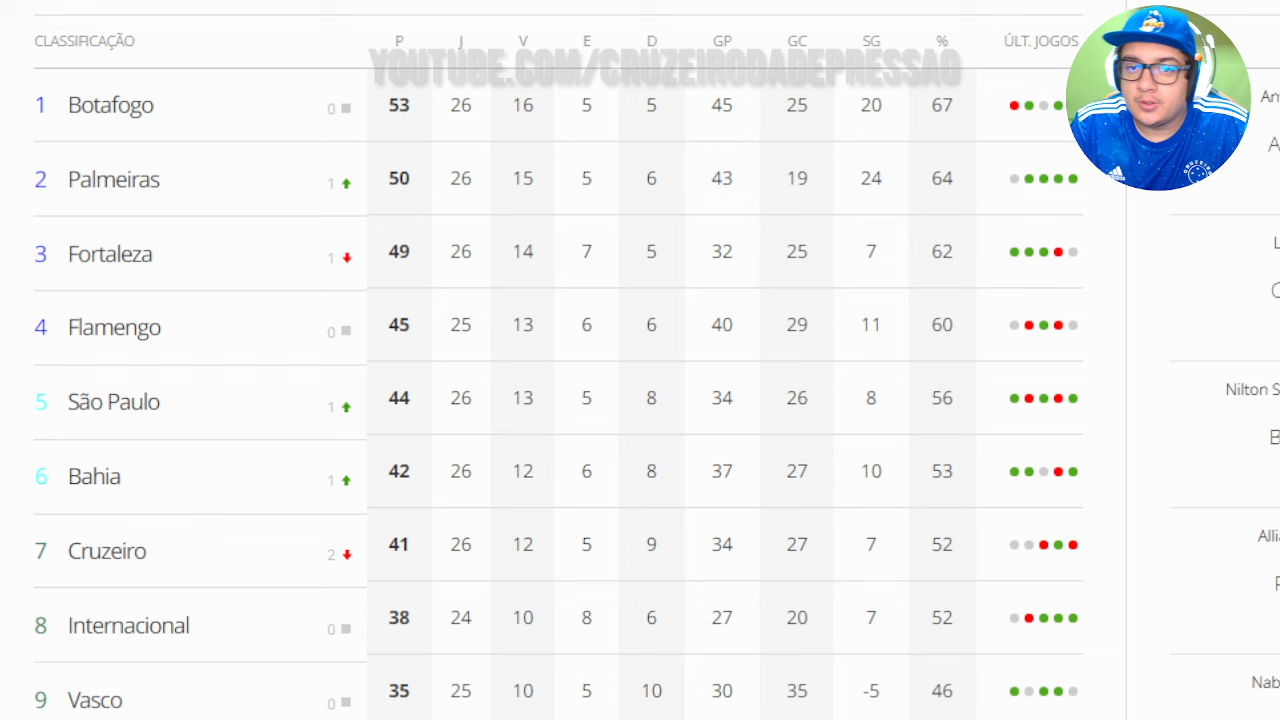 CLASSIFICAÇÃO P J V E D GP GC SG % ÚLT. JOGOS
YOUTUBE.COM/CRUZEIRODADEPRESSAO
1 Botafogo 0 53 26 16 5 5 45 25 20 67
2 Palmeiras 1 50 26 15 5 6 43 19 24 64
3 Fortaleza 1 49 26 14 7 5 32 25 7 62
4 Flamengo 0 45 25 13 6 6 40 29 11 60
5 São Paulo 1 44 26 13 5 8 34 26 8 56
Nilton S
6 Bahia 1 42 26 12 6 8 37 27 10 53
7 Cruzeiro 2 41 26 12 5 9 34 27 7 52
Alli
8 Internacional 0 38 24 10 8 6 27 20 7 52
9 Vasco 0 35 25 10 5 10 30 35 -5 46
Nab